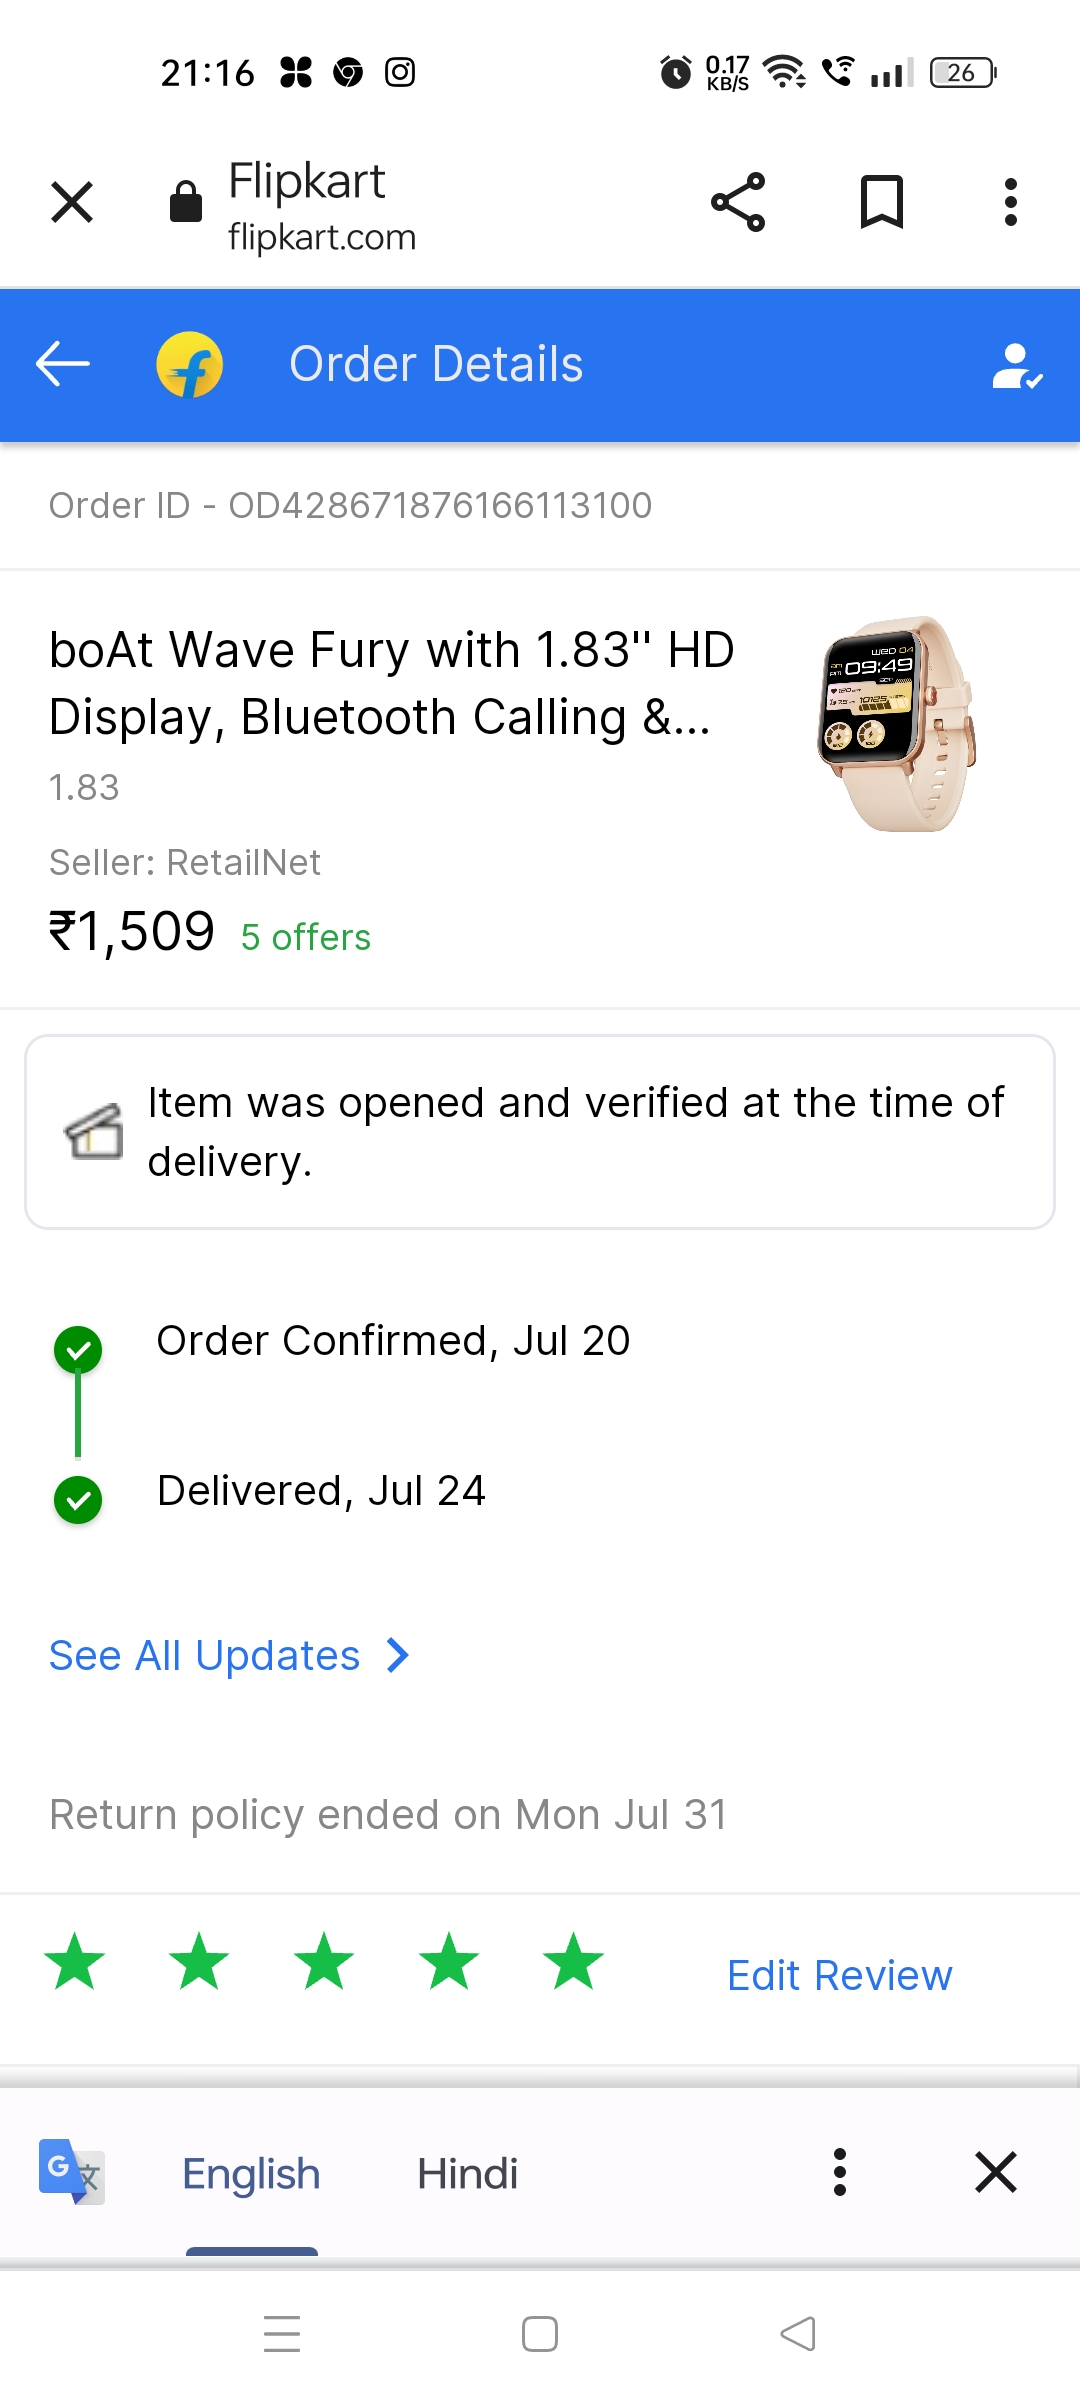 21:16 0.17 KB/S 26
Flipkart
flipkart.com
Order Details
Order ID - OD428671876166113100
boAt Wave Fury with 1.83" HD
Display, Bluetooth Calling &...
1.83
Seller: RetailNet
₹1,509 5 offers
WED 04
09:49
Item was opened and verified at the time of
delivery.
Order Confirmed, Jul 20
Delivered, Jul 24
See All Updates
Return policy ended on Mon Jul 31
Edit Review
English Hindi